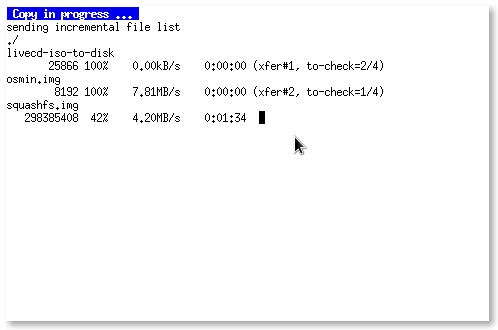 Copy in progress ...
sending incremental file list
./
livecd-iso-to-disk
25866 100% 0.00kB/s 0:00:00 (xfer#1, to-check=2/4)
osmin.img
8192 100% 7.81MB/s 0:00:00 (xfer#2, to-check=1/4)
squashfs.img
298385408 42% 4.20MB/s 0:01:34